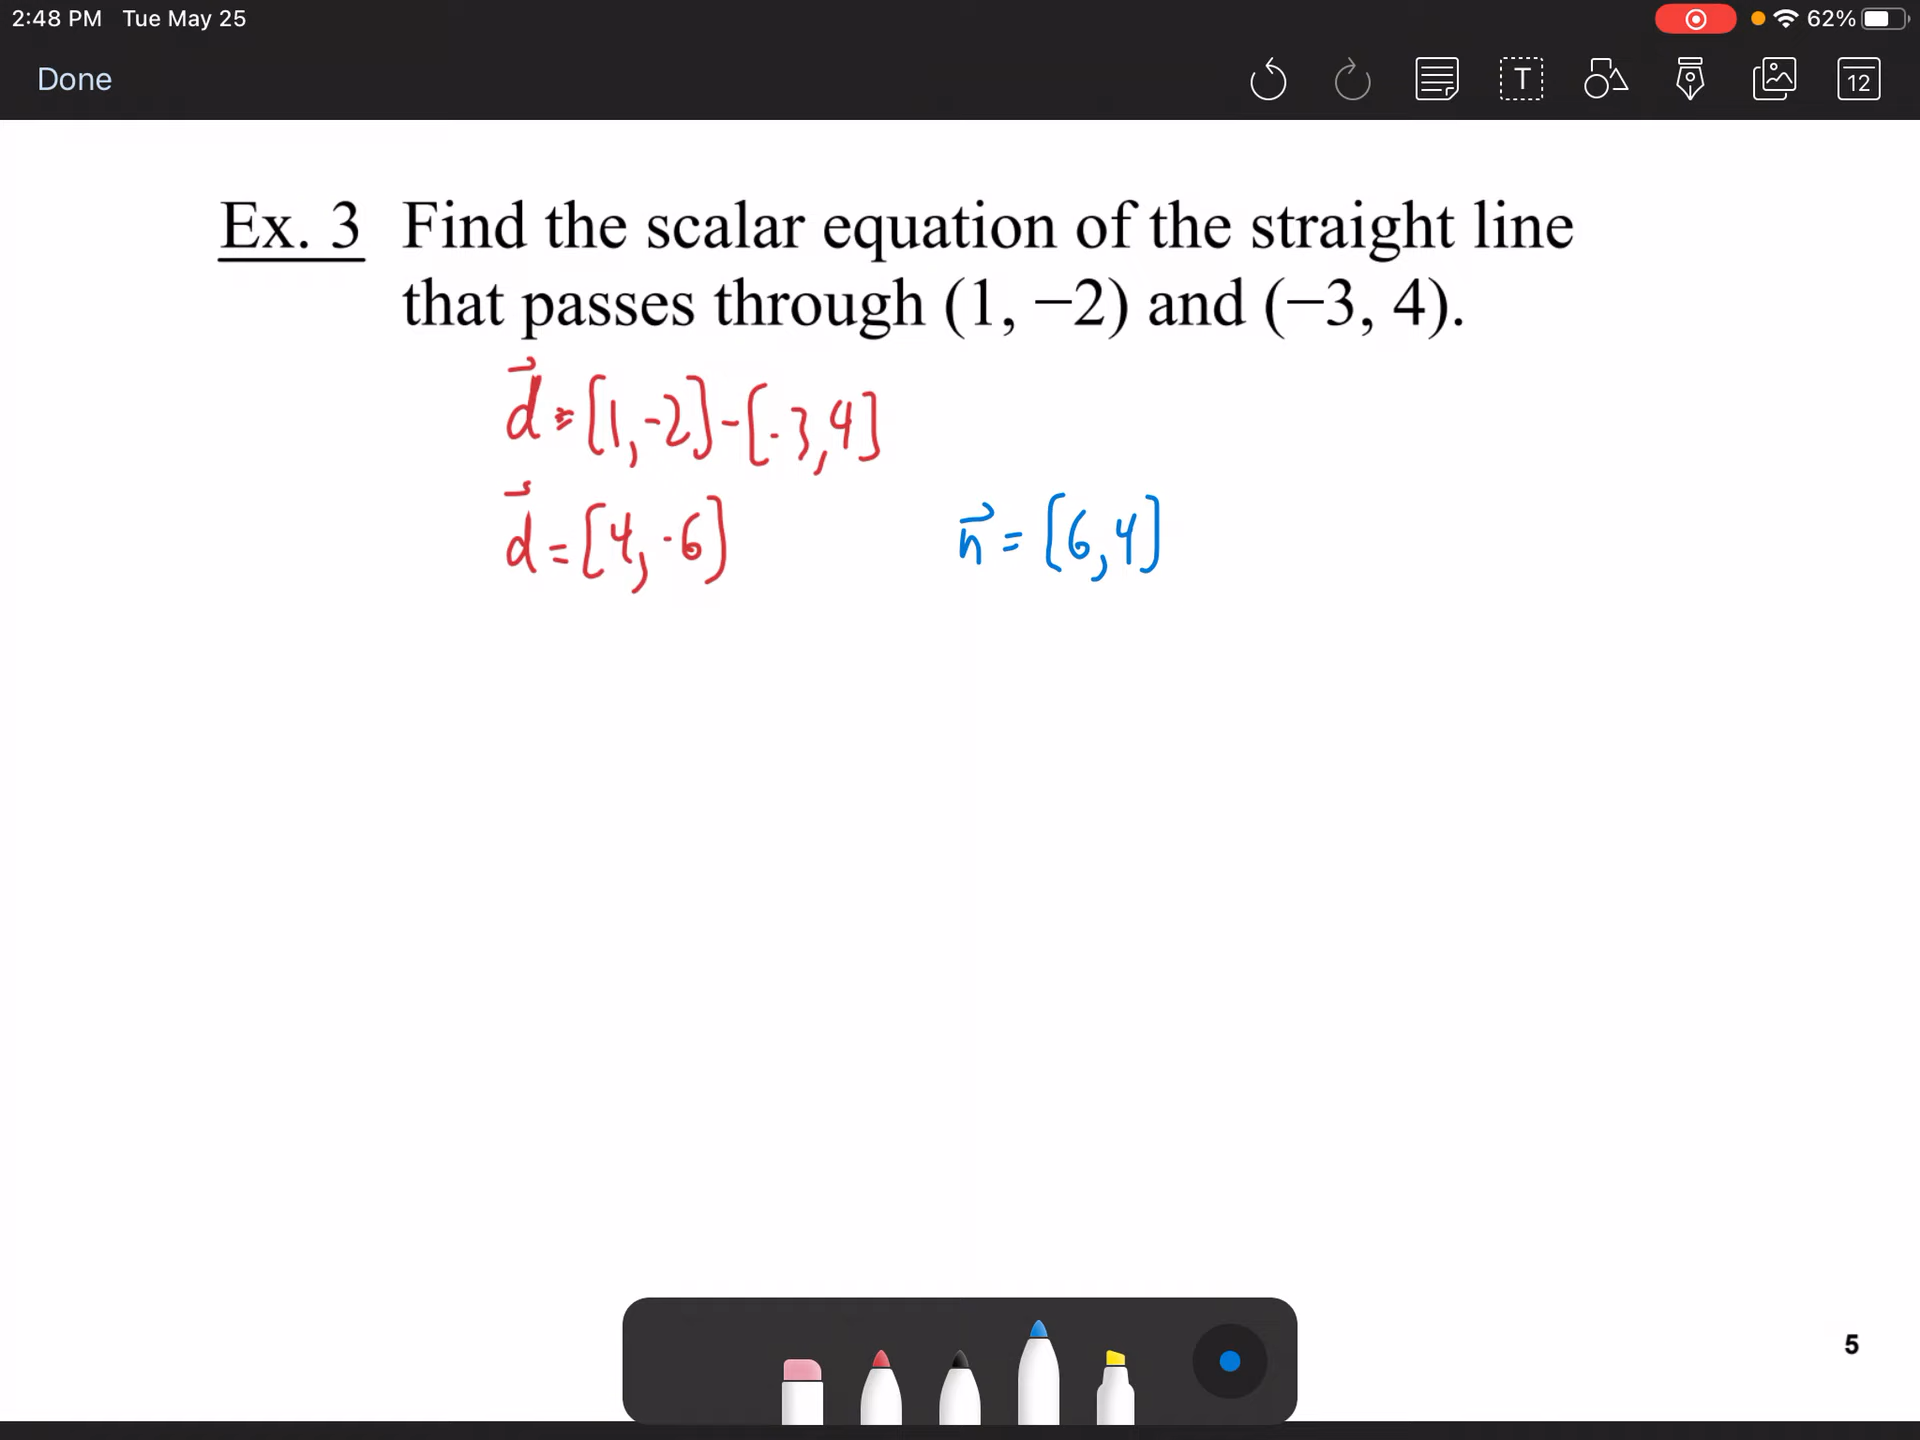 2:48 PM Tue May 25 62%
Done T 12
Ex. 3 Find the scalar equation of the straight line
that passes through (1, −2) and (−3, 4).
d⃗ = [1, -2] - [-3, 4]
d⃗ = [4, -6] n⃗ = [6, 4]
5